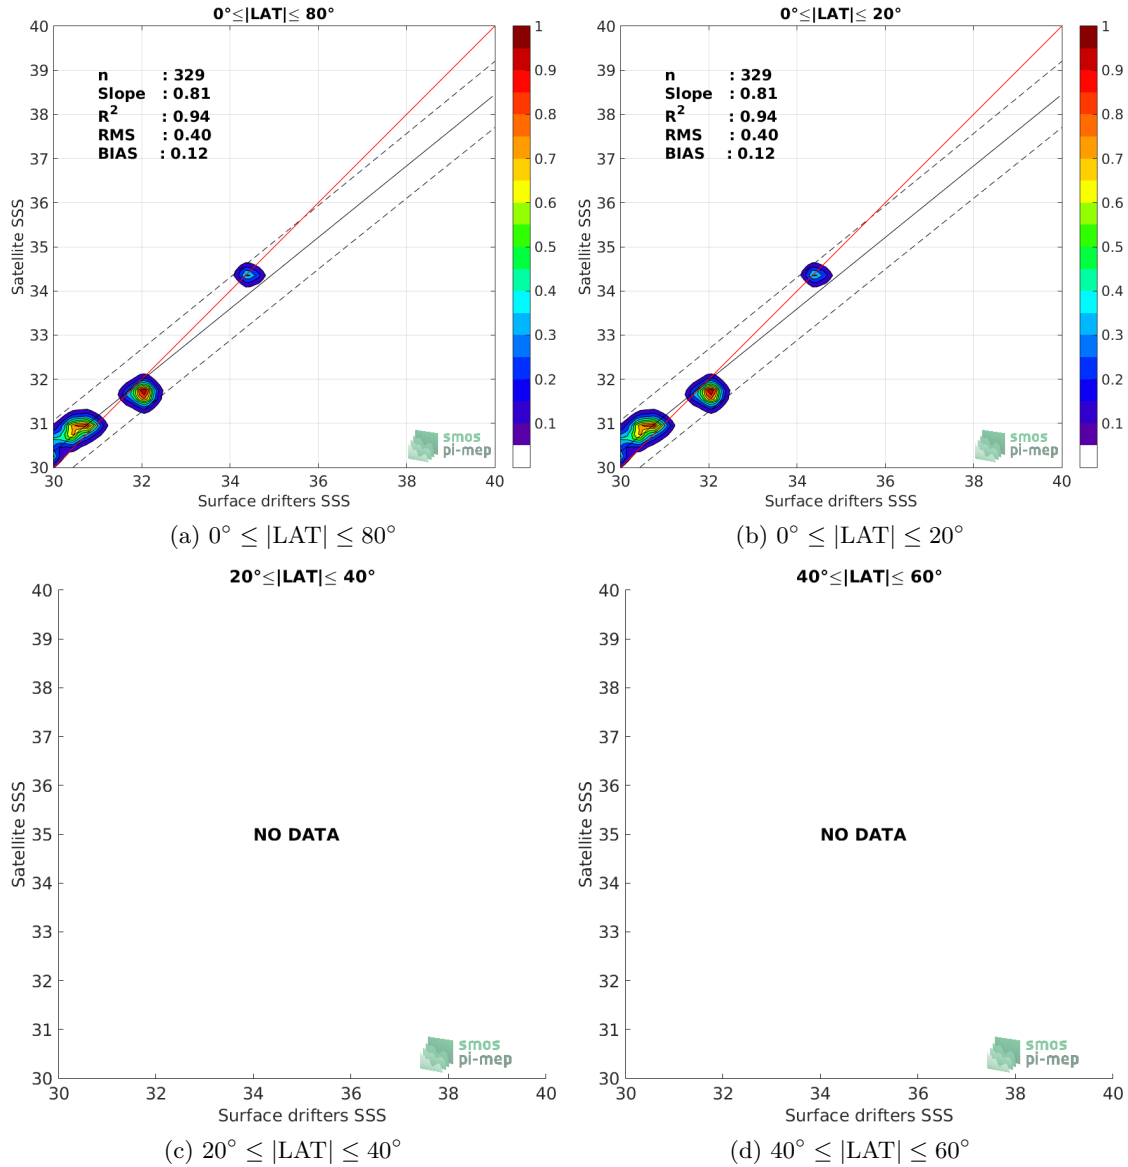 0°≤|LAT|≤ 80°
40
39
38
37
36
35
34
33
32
31
30
Satellite SSS
n : 329
Slope : 0.81
R² : 0.94
RMS : 0.40
BIAS : 0.12
smos
pi-mep
30 32 34 36 38 40
Surface drifters SSS
1
0.9
0.8
0.7
0.6
0.5
0.4
0.3
0.2
0.1
(a) 0° ≤ |LAT| ≤ 80°
0°≤|LAT|≤ 20°
40
39
38
37
36
35
34
33
32
31
30
Satellite SSS
n : 329
Slope : 0.81
R² : 0.94
RMS : 0.40
BIAS : 0.12
smos
pi-mep
30 32 34 36 38 40
Surface drifters SSS
1
0.9
0.8
0.7
0.6
0.5
0.4
0.3
0.2
0.1
(b) 0° ≤ |LAT| ≤ 20°
20°≤|LAT|≤ 40°
40
39
38
37
36
35
34
33
32
31
30
Satellite SSS
NO DATA
smos
pi-mep
30 32 34 36 38 40
Surface drifters SSS
(c) 20° ≤ |LAT| ≤ 40°
40°≤|LAT|≤ 60°
40
39
38
37
36
35
34
33
32
31
30
Satellite SSS
NO DATA
smos
pi-mep
30 32 34 36 38 40
Surface drifters SSS
(d) 40° ≤ |LAT| ≤ 60°